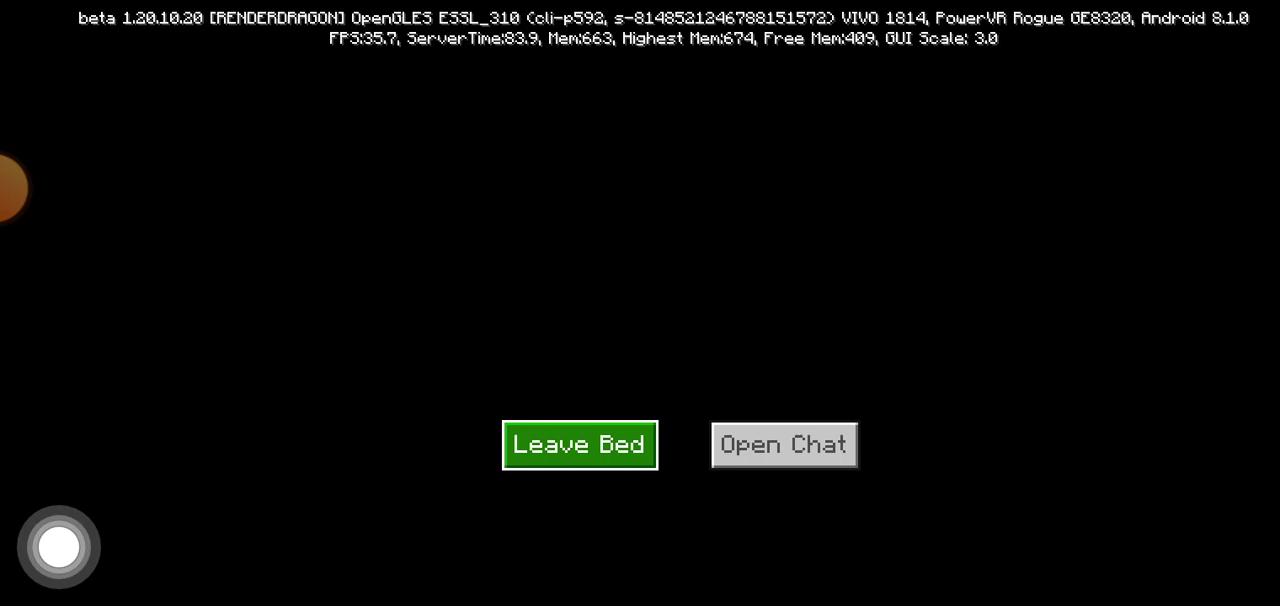 beta 1.20.10.20 [RENDERDRAGON] OpenGLES ESSL_310 (cli-p592, s-8148521246788151572) VIVO 1814, PowerVR Rogue GE8320, Android 8.1.0
FPS:35.7, ServerTime:83.9, Mem:663, Highest Mem:674, Free Mem:409, GUI Scale: 3.0
Leave Bed
Open Chat